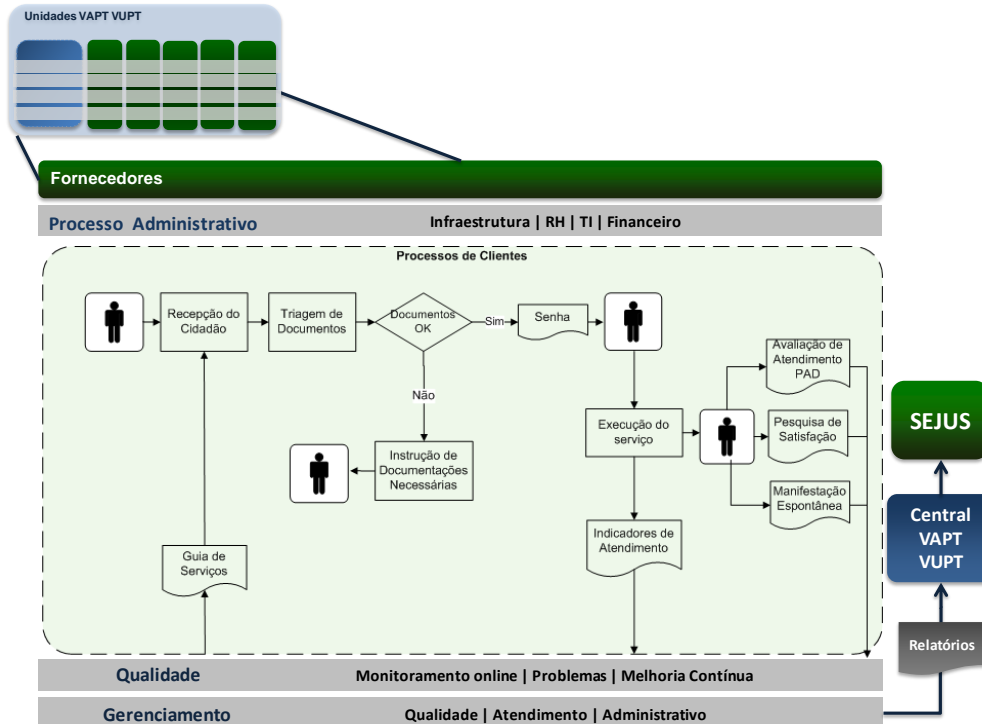 Unidades VAPT VUPT
Fornecedores
Processo Administrativo
Infraestrutura | RH | TI | Financeiro
Processos de Clientes
Recepção do
Cidadão
Triagem de
Documentos
Documentos
OK
Sim
Senha
Não
Instrução de
Documentações
Necessárias
Execução do
serviço
Avaliação de
Atendimento
PAD
Pesquisa de
Satisfação
Manifestação
Espontânea
Indicadores de
Atendimento
Guia de
Serviços
SEJUS
Central
VAPT
VUPT
Relatórios
Qualidade
Monitoramento online | Problemas | Melhoria Contínua
Gerenciamento
Qualidade | Atendimento | Administrativo